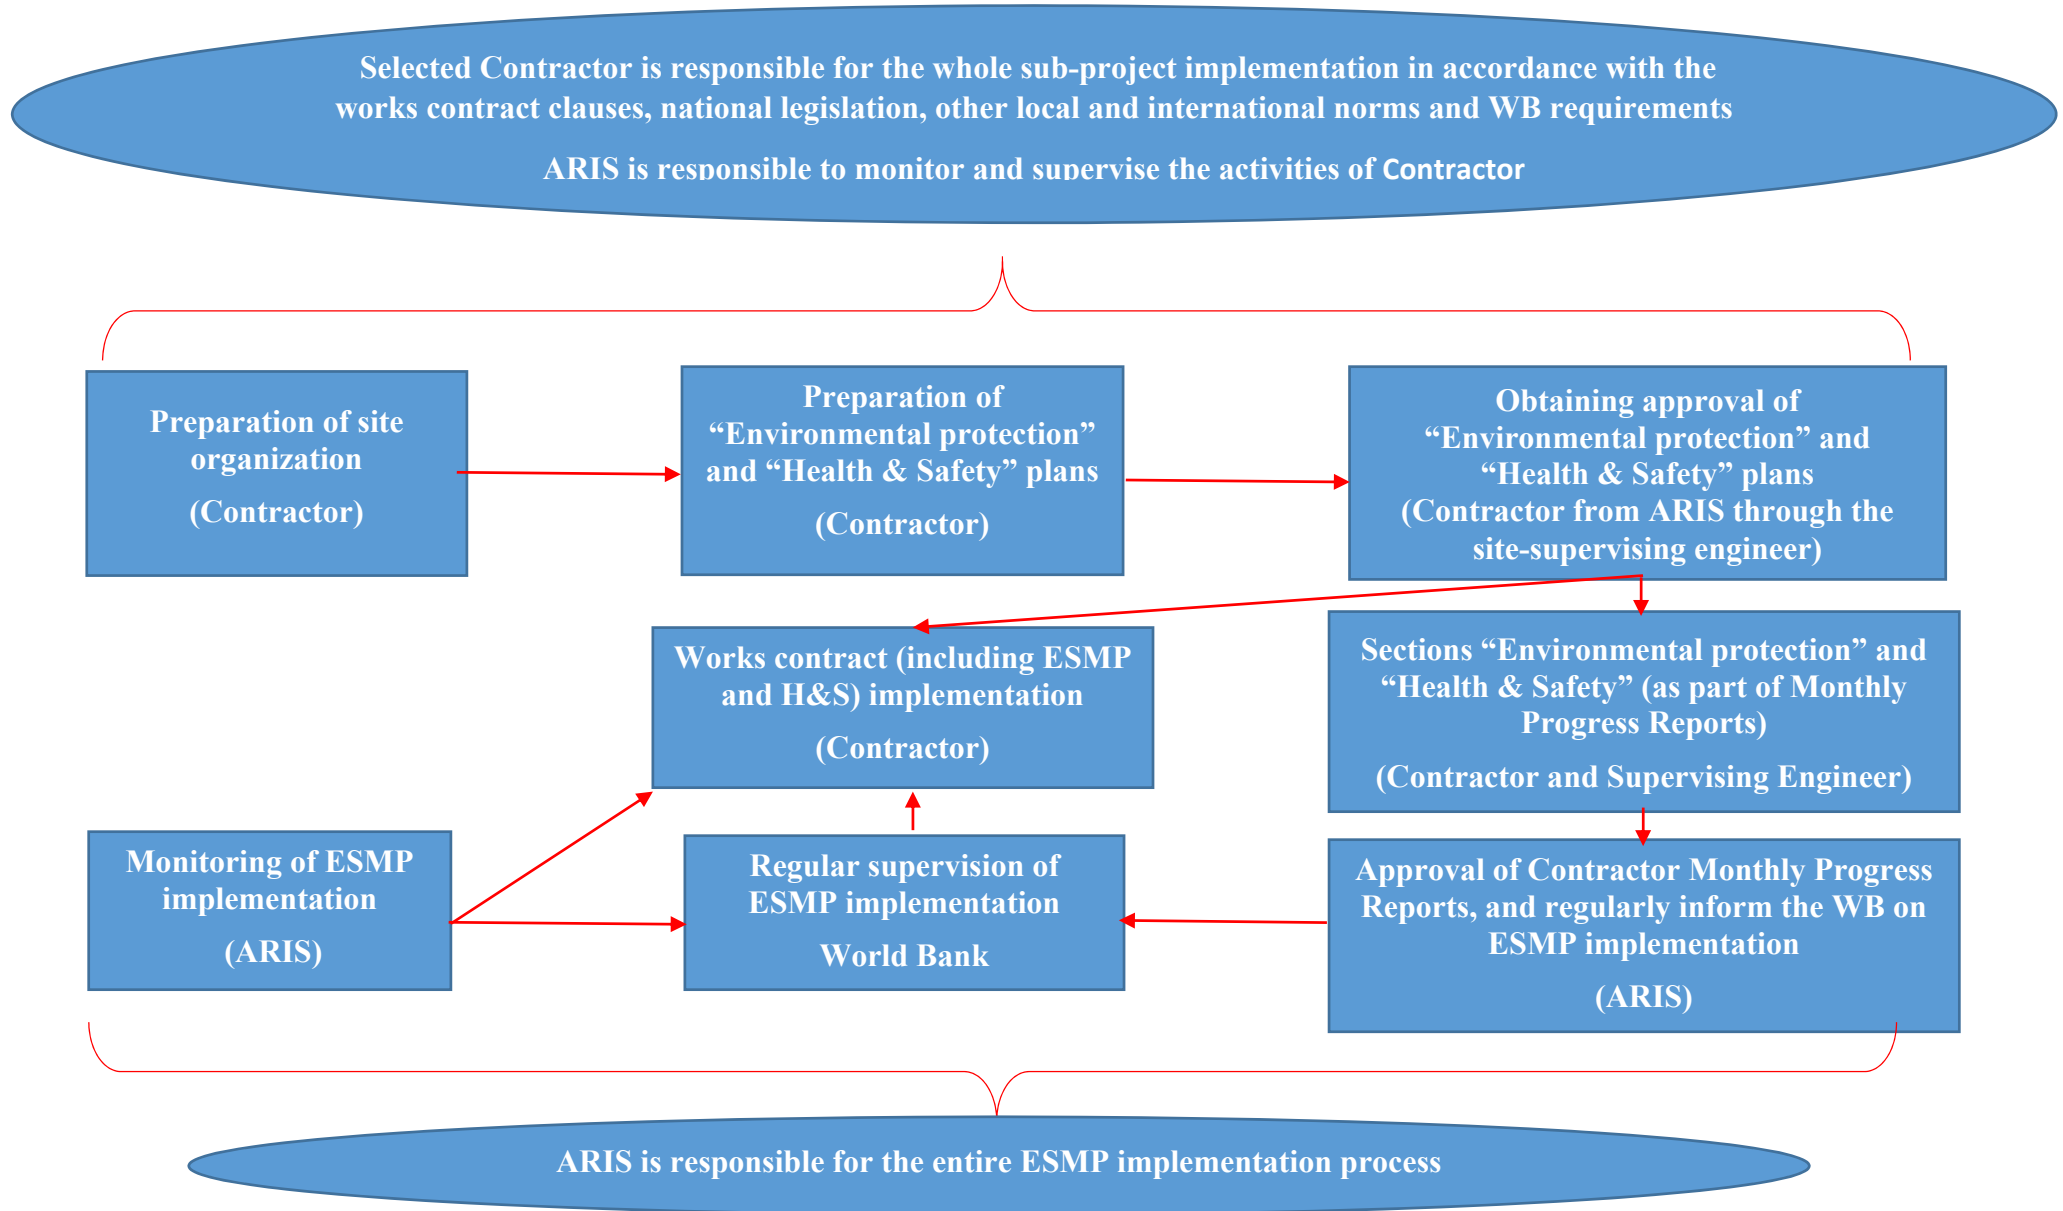 Selected Contractor is responsible for the whole sub-project implementation in accordance with the
works contract clauses, national legislation, other local and international norms and WB requirements
ARIS is responsible to monitor and supervise the activities of Contractor
Preparation of site
organization
(Contractor)
Preparation of
“Environmental protection”
and “Health & Safety” plans
(Contractor)
Obtaining approval of
“Environmental protection” and
“Health & Safety” plans
(Contractor from ARIS through the
site-supervising engineer)
Works contract (including ESMP
and H&S) implementation
(Contractor)
Sections “Environmental protection” and
“Health & Safety” (as part of Monthly
Progress Reports)
(Contractor and Supervising Engineer)
Monitoring of ESMP
implementation
(ARIS)
Regular supervision of
ESMP implementation
World Bank
Approval of Contractor Monthly Progress
Reports, and regularly inform the WB on
ESMP implementation
(ARIS)
ARIS is responsible for the entire ESMP implementation process